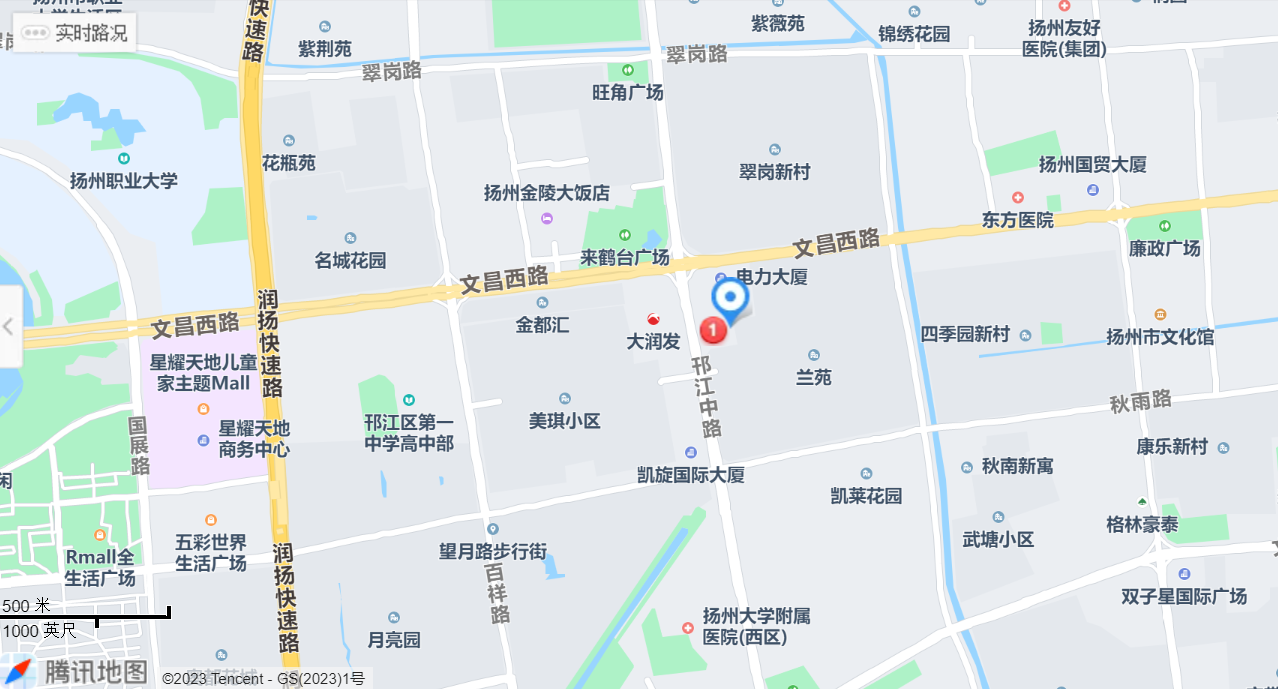 快速路
紫荆苑
紫薇苑
锦绣花园
扬州友好
医院(集团)
实时路况
翠岗路
翠岗路
旺角广场
花瓶苑
扬州职业大学
翠岗新村
扬州国贸大厦
扬州金陵大饭店
东方医院
名城花园
来鹤台广场
文昌西路
廉政广场
文昌西路
电力大厦
润扬快速路
文昌西路
金都汇
大润发
1
四季园新村
扬州市文化馆
星耀天地儿童
家主题Mall
邗江中路
兰苑
秋雨路
国展路
星耀天地
商务中心
邗江区第一
中学高中部
美琪小区
康乐新村
凯旋国际大厦
秋南新寓
闲
凯莱花园
五彩世界
生活广场
Rmall全
生活广场
望月路步行街
武塘小区
格林豪泰
润扬快速路
百祥路
双子星国际广场
500 米
1000 英尺
月亮园
扬州大学附属
医院(西区)
腾讯地图
©2023 Tencent - GS(2023)1号